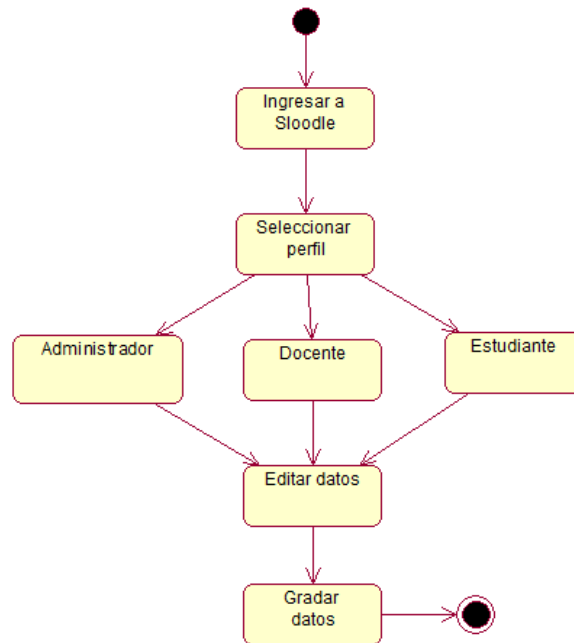 Ingresar a
Sloodle
Seleccionar
perfil
Administrador
Docente
Estudiante
Editar datos
Gradar
datos